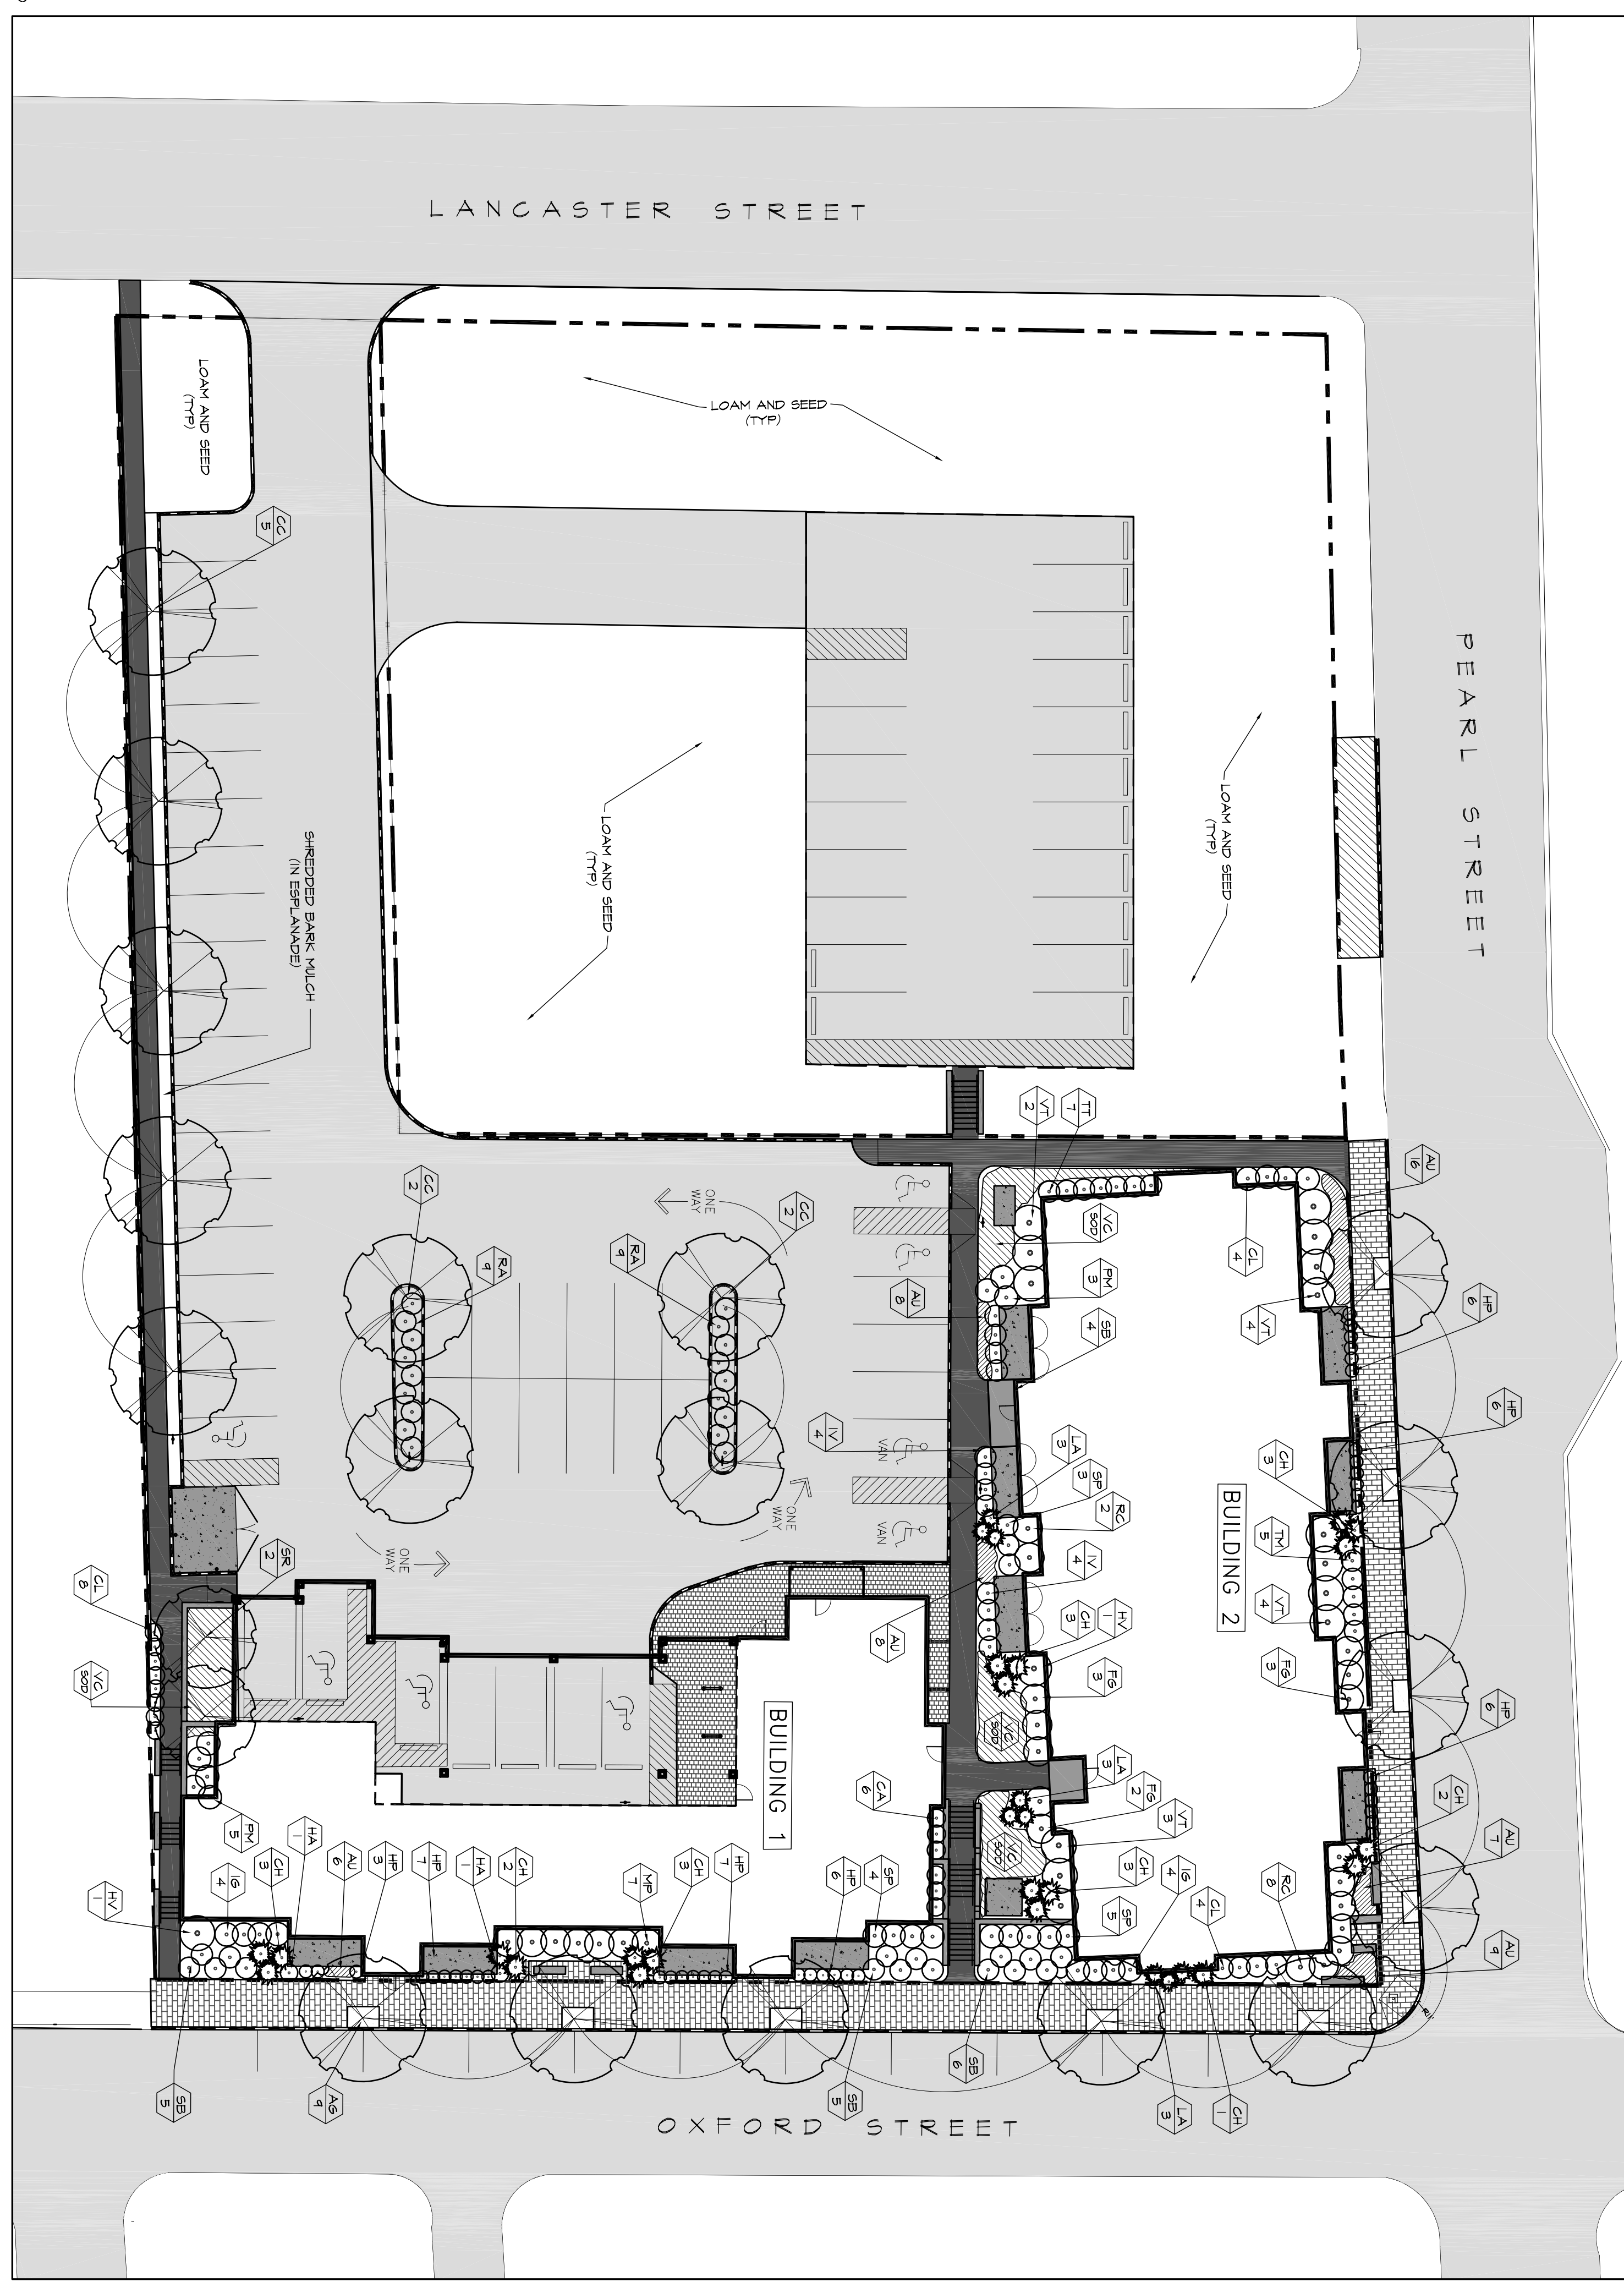 LANCASTER STREET
LOAM AND SEED
(TYP)
LOAM AND SEED
(TYP)
CC
5
PEARL STREET
LOAM AND SEED
(TYP)
LOAM AND SEED
(TYP)
SHREDDED BARK MULCH
(IN ESPLANADE)
VT
2
TT
7
AU
16
CC
2
CC
2
ONE
WAY
RA
9
RA
9
VC
SOD
CL
4
PM
3
AU
8
SB
4
VT
4
HP
6
HP
6
IV
4
VAN
LA
3
SP
3
RC
2
CH
3
TM
5
BUILDING 2
ONE
WAY
VAN
ONE
WAY
SR
2
CL
8
IV
4
CH
3
HV
1
VT
4
AU
8
FG
3
FG
3
VC
SOD
VC
SOD
HP
6
BUILDING 1
LA
3
FG
2
VT
3
CA
6
CH
2
AU
7
PM
5
HA
1
CH
3
IG
4
AU
6
HP
3
HP
7
HA
1
CH
2
MP
7
CH
3
HP
7
HP
6
SP
4
VC
SOD
CH
3
IG
4
SP
5
CL
4
RC
8
HV
1
AU
9
SB
5
AG
9
SB
5
SB
6
LA
3
CH
1
OXFORD STREET